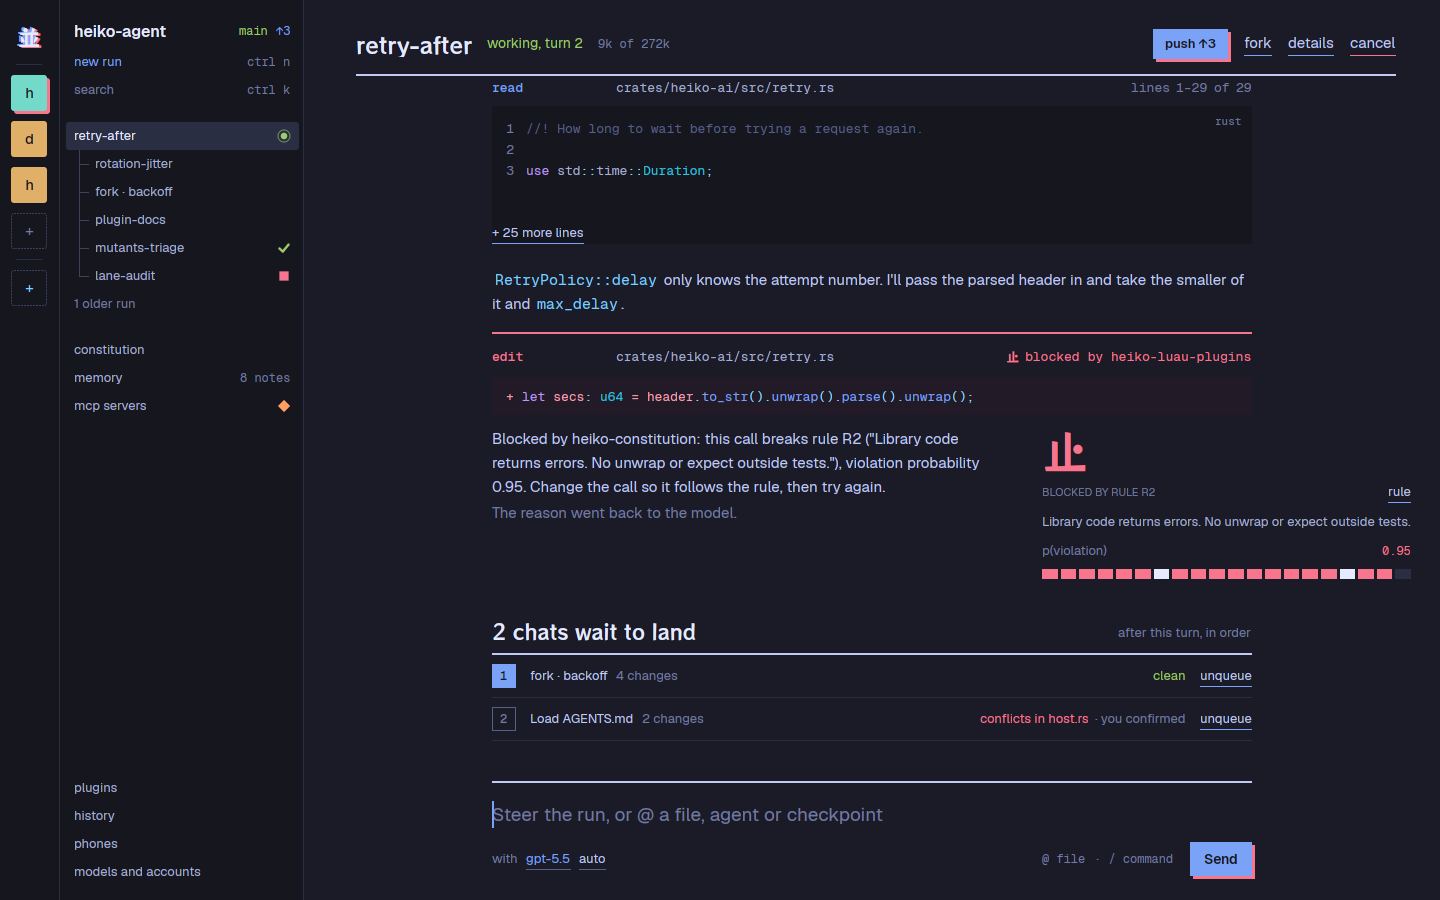 heiko-agent
main ↑3
new run
ctrl n
search
ctrl k
h
d
h
+
+
retry-after
rotation-jitter
fork · backoff
plugin-docs
mutants-triage
lane-audit
1 older run
constitution
memory
8 notes
mcp servers
plugins
history
phones
models and accounts
retry-after
working, turn 2
9k of 272k
push ↑3
fork
details
cancel
read
crates/heiko-ai/src/retry.rs
lines 1-29 of 29
rust
1 //! How long to wait before trying a request again.
2
3 use std::time::Duration;
+ 25 more lines
RetryPolicy::delay only knows the attempt number. I'll pass the parsed header in and take the smaller of
it and max_delay.
edit
crates/heiko-ai/src/retry.rs
止 blocked by heiko-luau-plugins
+ let secs: u64 = header.to_str().unwrap().parse().unwrap();
Blocked by heiko-constitution: this call breaks rule R2 ("Library code
returns errors. No unwrap or expect outside tests."), violation probability
0.95. Change the call so it follows the rule, then try again.
The reason went back to the model.
止
BLOCKED BY RULE R2
rule
Library code returns errors. No unwrap or expect outside tests.
p(violation)
0.95
2 chats wait to land
after this turn, in order
1 fork · backoff 4 changes
clean
unqueue
2 Load AGENTS.md 2 changes
conflicts in host.rs · you confirmed
unqueue
Steer the run, or @ a file, agent or checkpoint
with gpt-5.5 auto
@ file · / command
Send